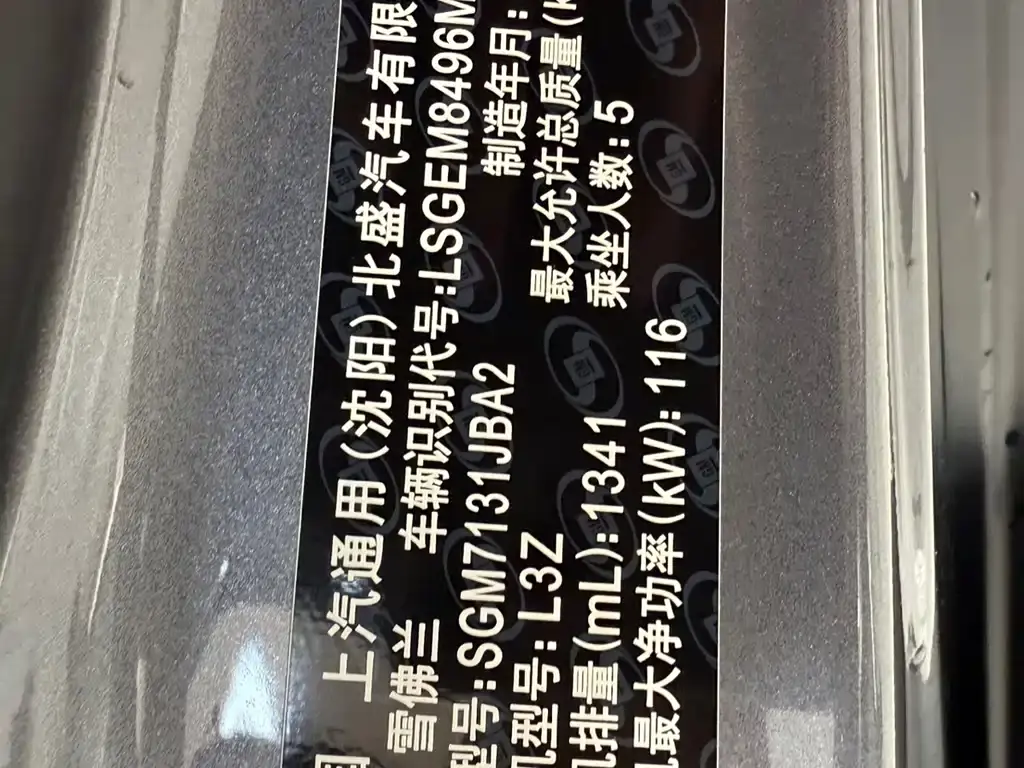 国 上汽通用(沈阳)北盛汽车有限
雪佛兰 车辆识别代号:LSGEM8496M
型号:SGM7131JBA2 制造年月:
机型号:L3Z 最大允许总质量(k
机排量(mL):1341 乘坐人数:5
机最大净功率(kW):116